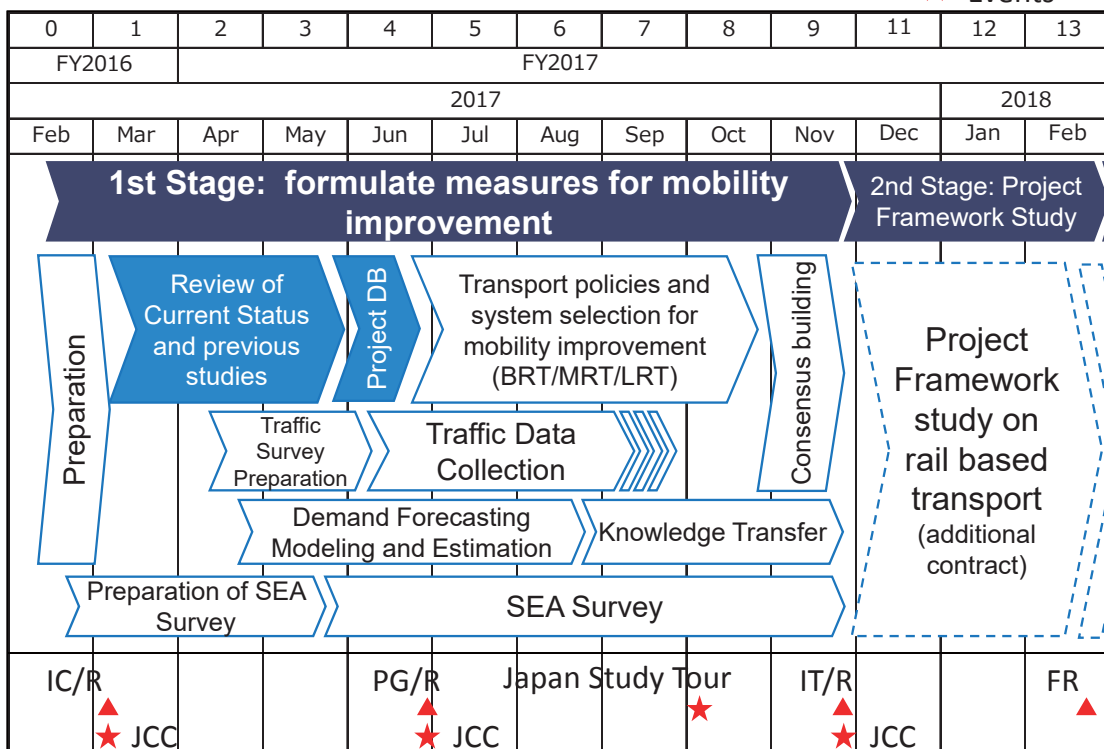 Events
0 1 2 3 4 5 6 7 8 9 11 12 13
FY2016 FY2017
2017 2018
Feb Mar Apr May Jun Jul Aug Sep Oct Nov Dec Jan Feb
1st Stage: formulate measures for mobility
improvement
2nd Stage: Project
Framework Study
Preparation
Review of
Current Status
and previous
studies
Project DB
Transport policies and
system selection for
mobility improvement
(BRT/MRT/LRT)
Consensus building
Project
Framework
study on
rail based
transport
(additional
contract)
Traffic
Survey
Preparation
Traffic Data
Collection
Demand Forecasting
Modeling and Estimation
Knowledge Transfer
Preparation of SEA
Survey
SEA Survey
IC/R PG/R Japan Study Tour IT/R FR
JCC JCC JCC